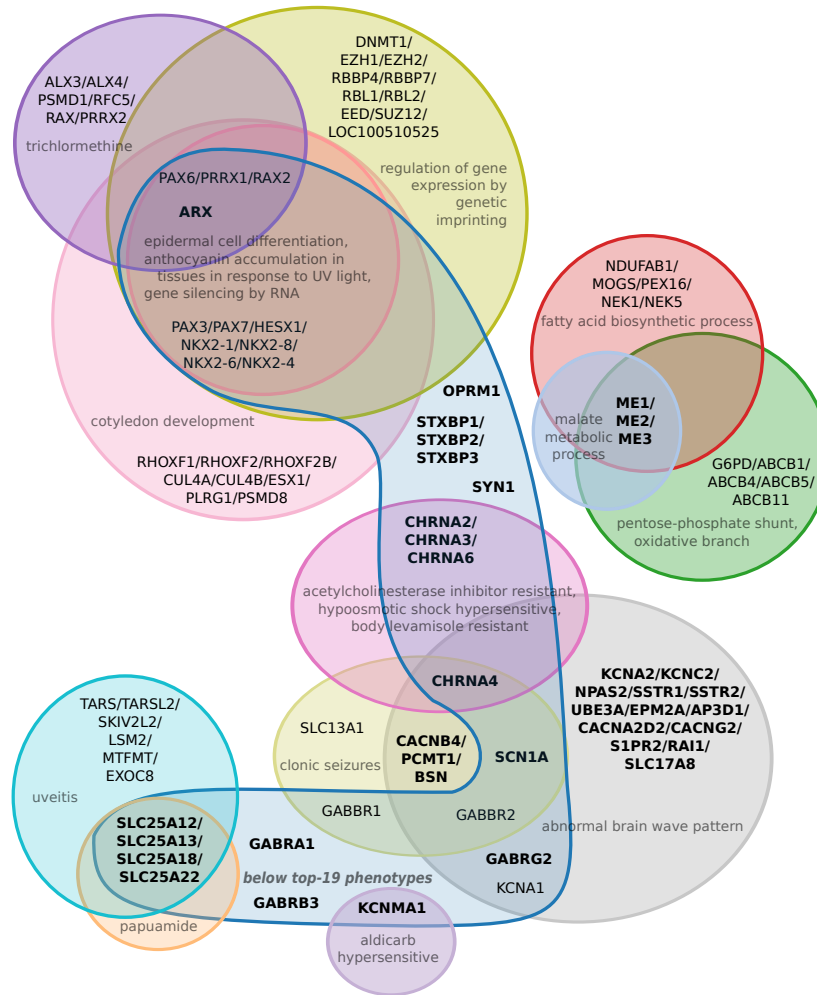 DNMT1/
EZH1/EZH2/
RBBP4/RBBP7/
RBL1/RBL2/
EED/SUZ12/
LOC100510525
ALX3/ALX4/
PSMD1/RFC5/
RAX/PRRX2
trichlormethine
regulation of gene
expression by
genetic
imprinting
PAX6/PRRX1/RAX2
ARX
epidermal cell differentiation,
anthocyanin accumulation in
tissues in response to UV light,
gene silencing by RNA
PAX3/PAX7/HESX1/
NKX2-1/NKX2-8/
NKX2-6/NKX2-4
cotyledon development
RHOXF1/RHOXF2/RHOXF2B/
CUL4A/CUL4B/ESX1/
PLRG1/PSMD8
NDUFAB1/
MOGS/PEX16/
NEK1/NEK5
fatty acid biosynthetic process
ME1/
ME2/
ME3
malate
metabolic
process
G6PD/ABCB1/
ABCB4/ABCB5/
ABCB11
pentose-phosphate shunt,
oxidative branch
OPRM1
STXBP1/
STXBP2/
STXBP3
SYN1
CHRNA2/
CHRNA3/
CHRNA6
acetylcholinesterase inhibitor resistant,
hypoosmotic shock hypersensitive,
body levamisole resistant
CHRNA4
KCNA2/KCNC2/
NPAS2/SSTR1/SSTR2/
UBE3A/EPM2A/AP3D1/
CACNA2D2/CACNG2/
S1PR2/RAI1/
SLC17A8
SLC13A1
clonic seizures
CACNB4/
PCMT1/
BSN
SCN1A
GABBR1
GABBR2
abnormal brain wave pattern
TARS/TARSL2/
SKIV2L2/
LSM2/
MTFMT/
EXOC8
uveitis
SLC25A12/
SLC25A13/
SLC25A18/
SLC25A22
papuamide
GABRA1
GABRG2
below top-19 phenotypes
KCNA1
GABRB3
KCNMA1
aldicarb
hypersensitive